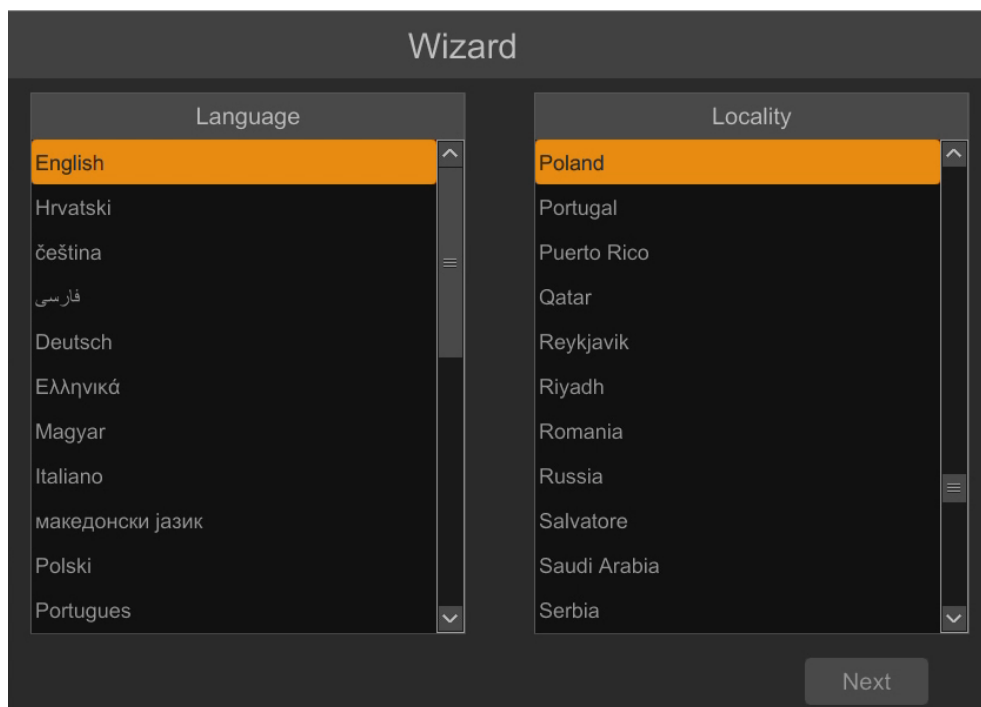 Wizard
Language
English
Hrvatski
čeština
فارسی
Deutsch
Ελληνικά
Magyar
Italiano
македонски јазик
Polski
Portugues
Locality
Poland
Portugal
Puerto Rico
Qatar
Reykjavik
Riyadh
Romania
Russia
Salvatore
Saudi Arabia
Serbia
Next